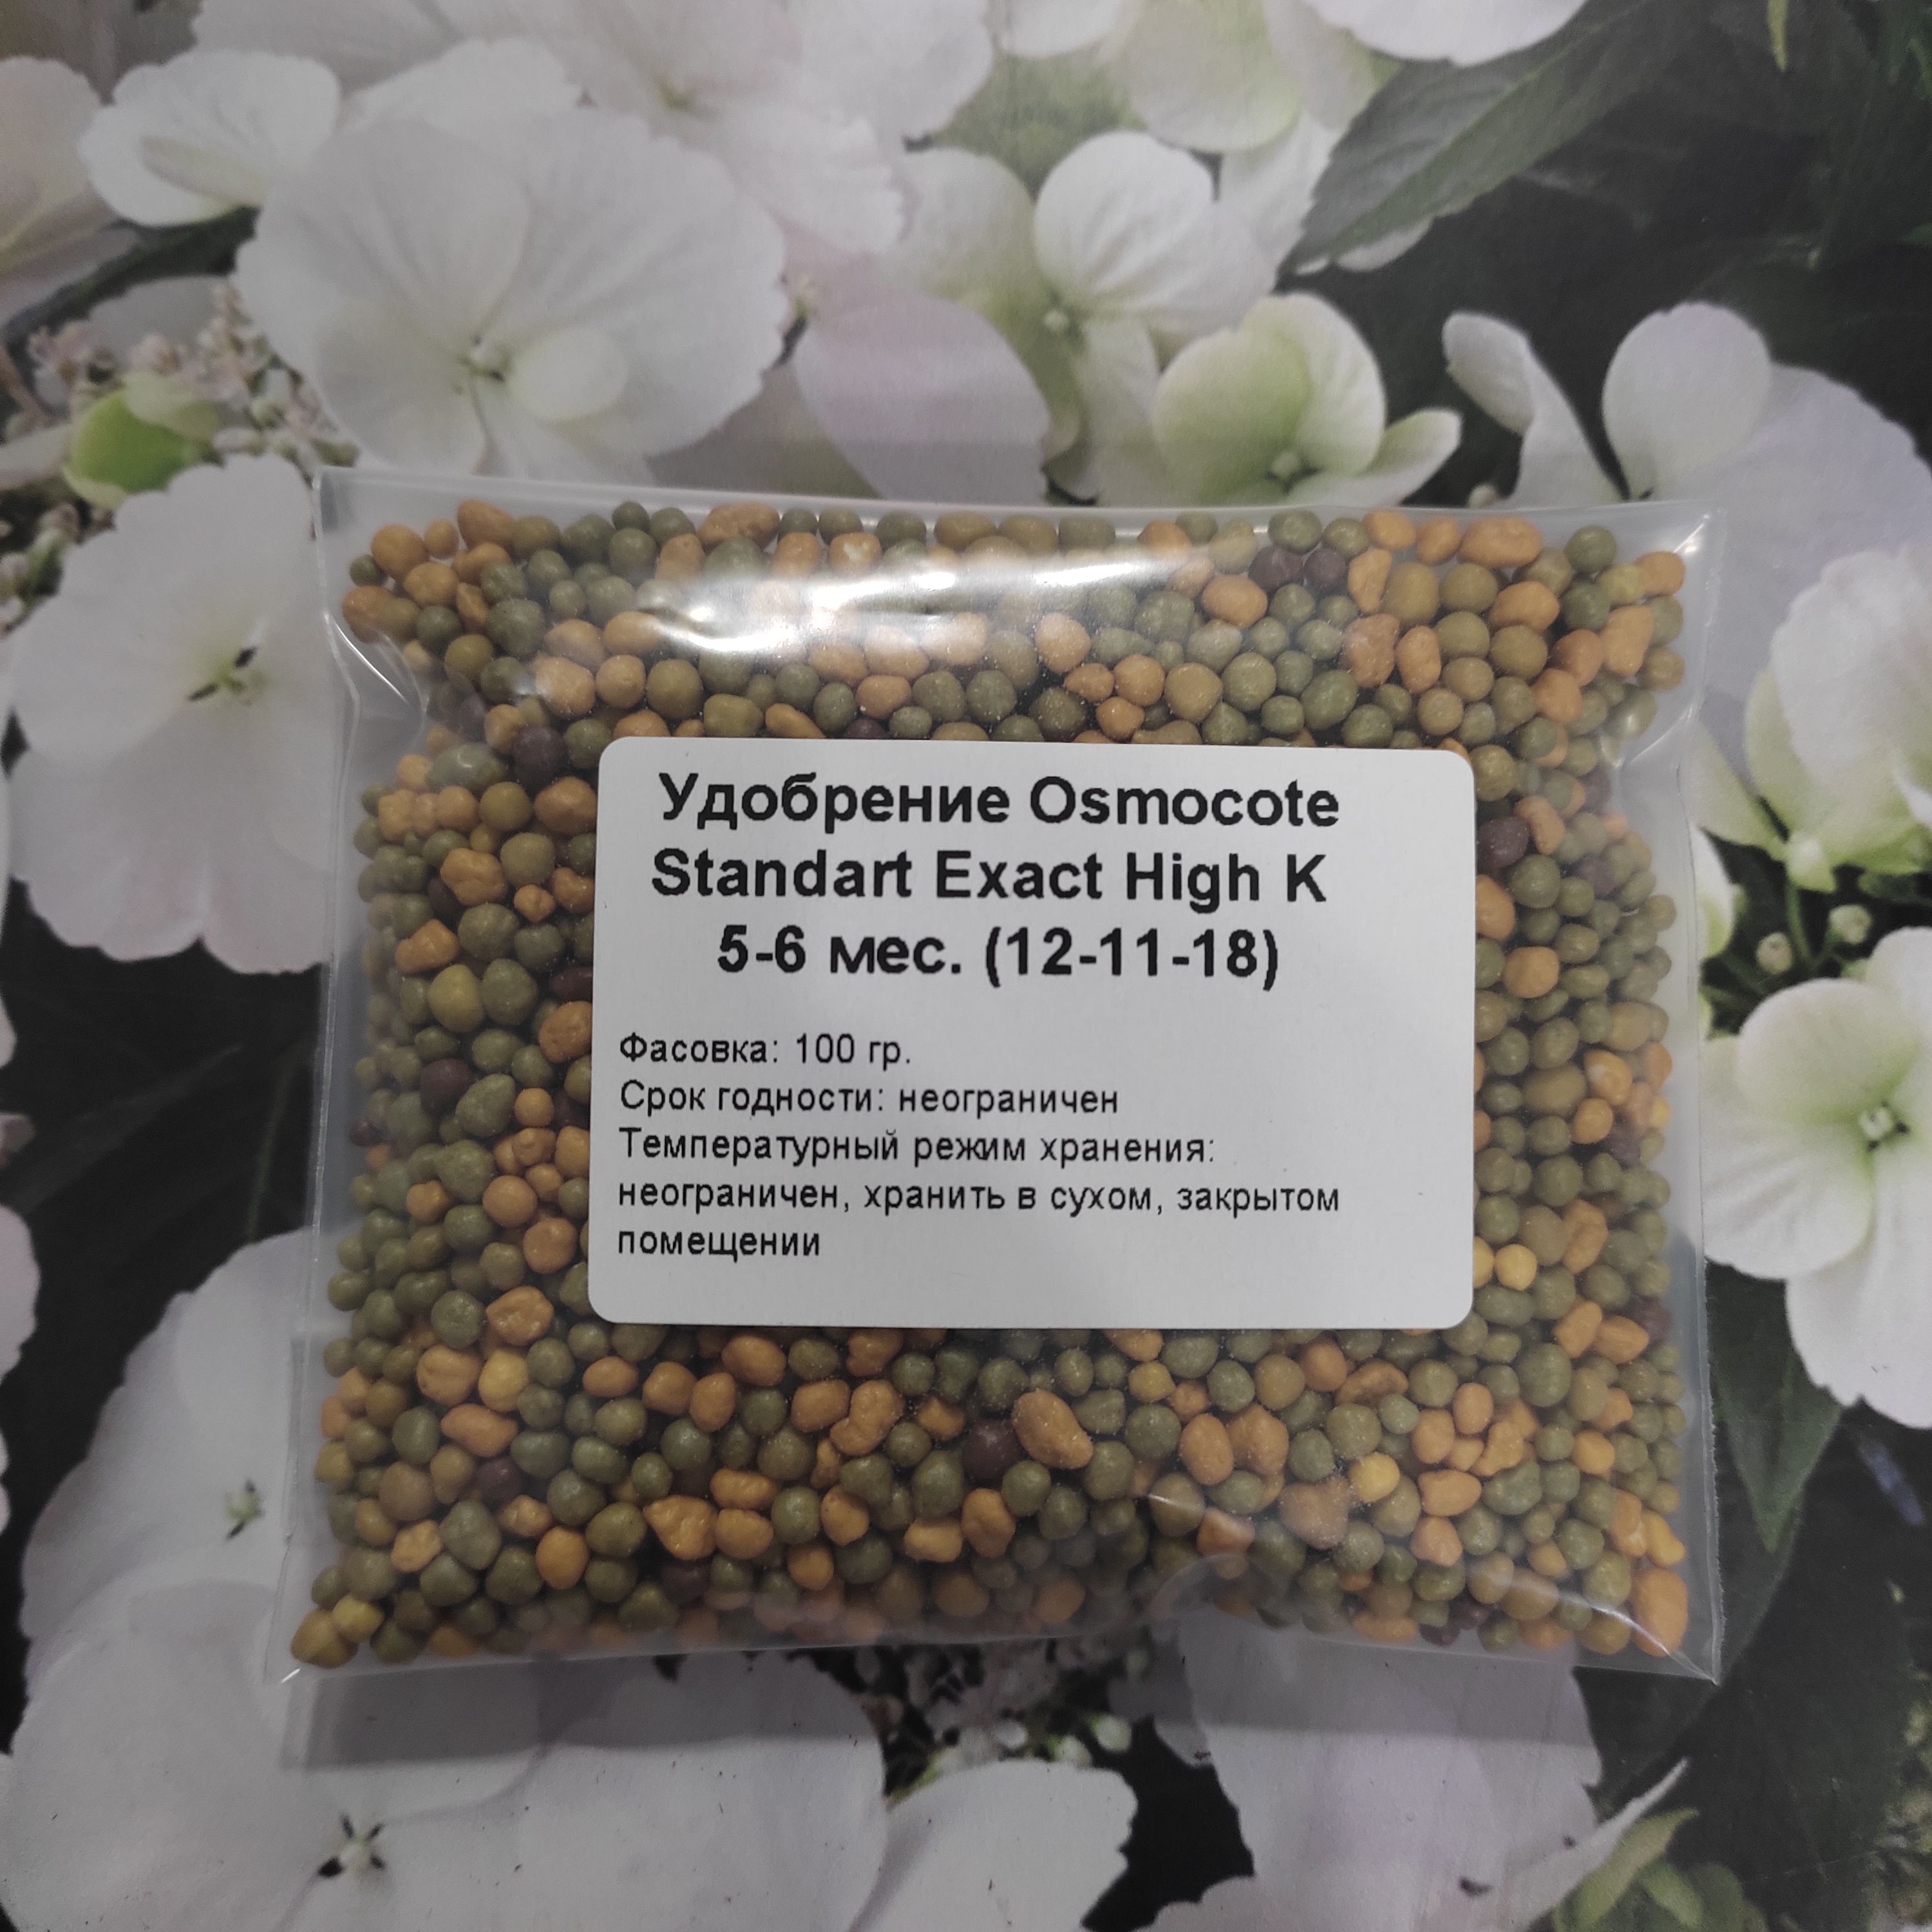 Удобрение Osmocote
Standart Exact High K
5-6 мес. (12-11-18)
Фасовка: 100 гр.
Срок годности: неограничен
Температурный режим хранения:
неограничен, хранить в сухом, закрытом
помещении